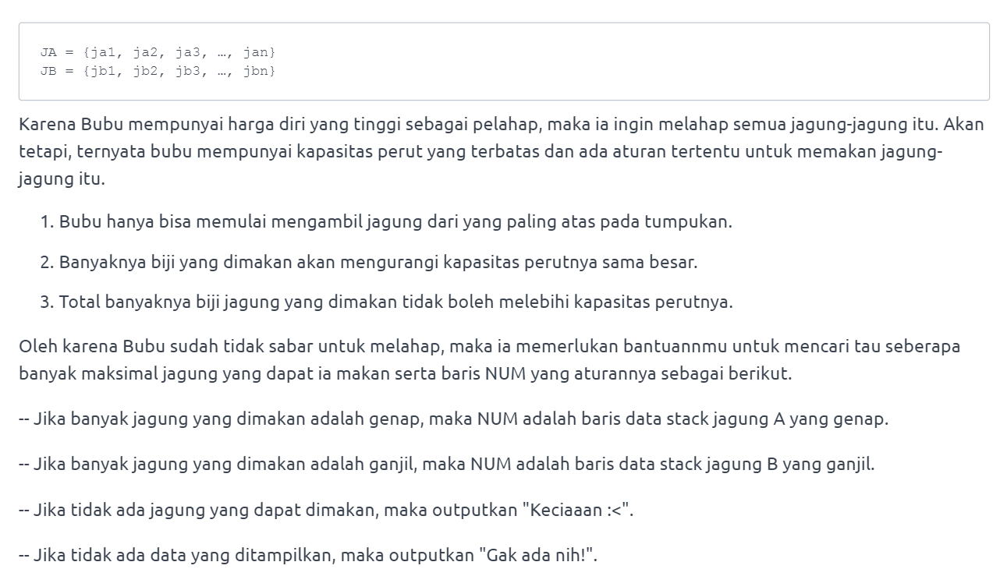 JA = {ja1, ja2, ja3, …, jan}
JB = {jb1, jb2, jb3, …, jbn}
Karena Bubu mempunyai harga diri yang tinggi sebagai pelahap, maka ia ingin melahap semua jagung-jagung itu. Akan
tetapi, ternyata bubu mempunyai kapasitas perut yang terbatas dan ada aturan tertentu untuk memakan jagung-
jagung itu.
1. Bubu hanya bisa memulai mengambil jagung dari yang paling atas pada tumpukan.
2. Banyaknya biji yang dimakan akan mengurangi kapasitas perutnya sama besar.
3. Total banyaknya biji jagung yang dimakan tidak boleh melebihi kapasitas perutnya.
Oleh karena Bubu sudah tidak sabar untuk melahap, maka ia memerlukan bantuannmu untuk mencari tau seberapa
banyak maksimal jagung yang dapat ia makan serta baris NUM yang aturannya sebagai berikut.
-- Jika banyak jagung yang dimakan adalah genap, maka NUM adalah baris data stack jagung A yang genap.
-- Jika banyak jagung yang dimakan adalah ganjil, maka NUM adalah baris data stack jagung B yang ganjil.
-- Jika tidak ada jagung yang dapat dimakan, maka outputkan "Keciaaan :<".
-- Jika tidak ada data yang ditampilkan, maka outputkan "Gak ada nih!".